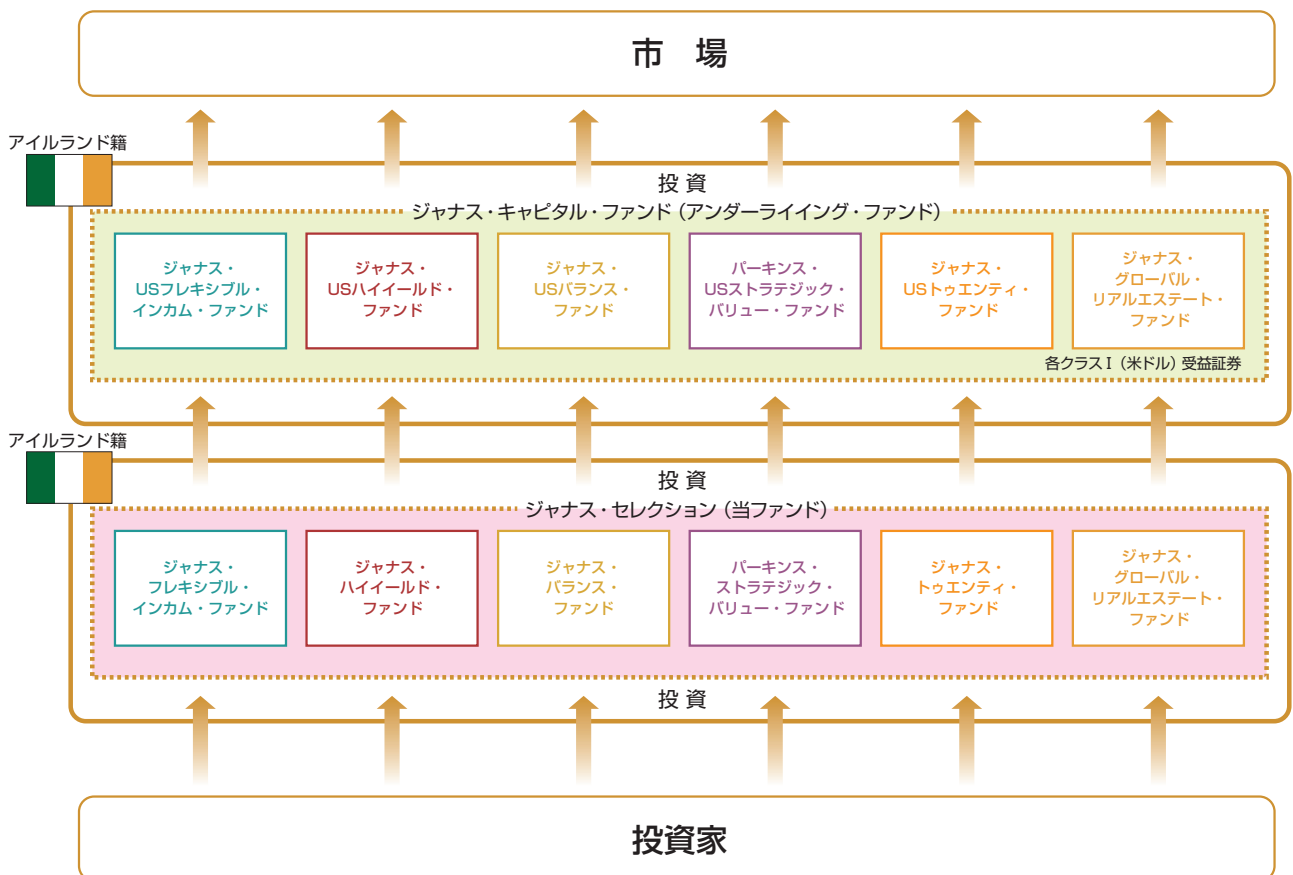 市 場
アイルランド籍
投 資
ジャナス・キャピタル・ファンド(アンダーライイング・ファンド)
ジャナス・
USフレキシブル・
インカム・ファンド
ジャナス・
USハイイールド・
ファンド
ジャナス・
USバランス・
ファンド
パーキンス・
USストラテジック・
バリュー・ファンド
ジャナス・
USトゥエンティ・
ファンド
ジャナス・
グローバル・
リアルエステート・
ファンド
各クラスI(米ドル)受益証券
アイルランド籍
投 資
ジャナス・セレクション(当ファンド)
ジャナス・
フレキシブル・
インカム・ファンド
ジャナス・
ハイイールド・
ファンド
ジャナス・
バランス・
ファンド
パーキンス・
ストラテジック・
バリュー・ファンド
ジャナス・
トゥエンティ・
ファンド
ジャナス・
グローバル・
リアルエステート・
ファンド
投 資
投資家